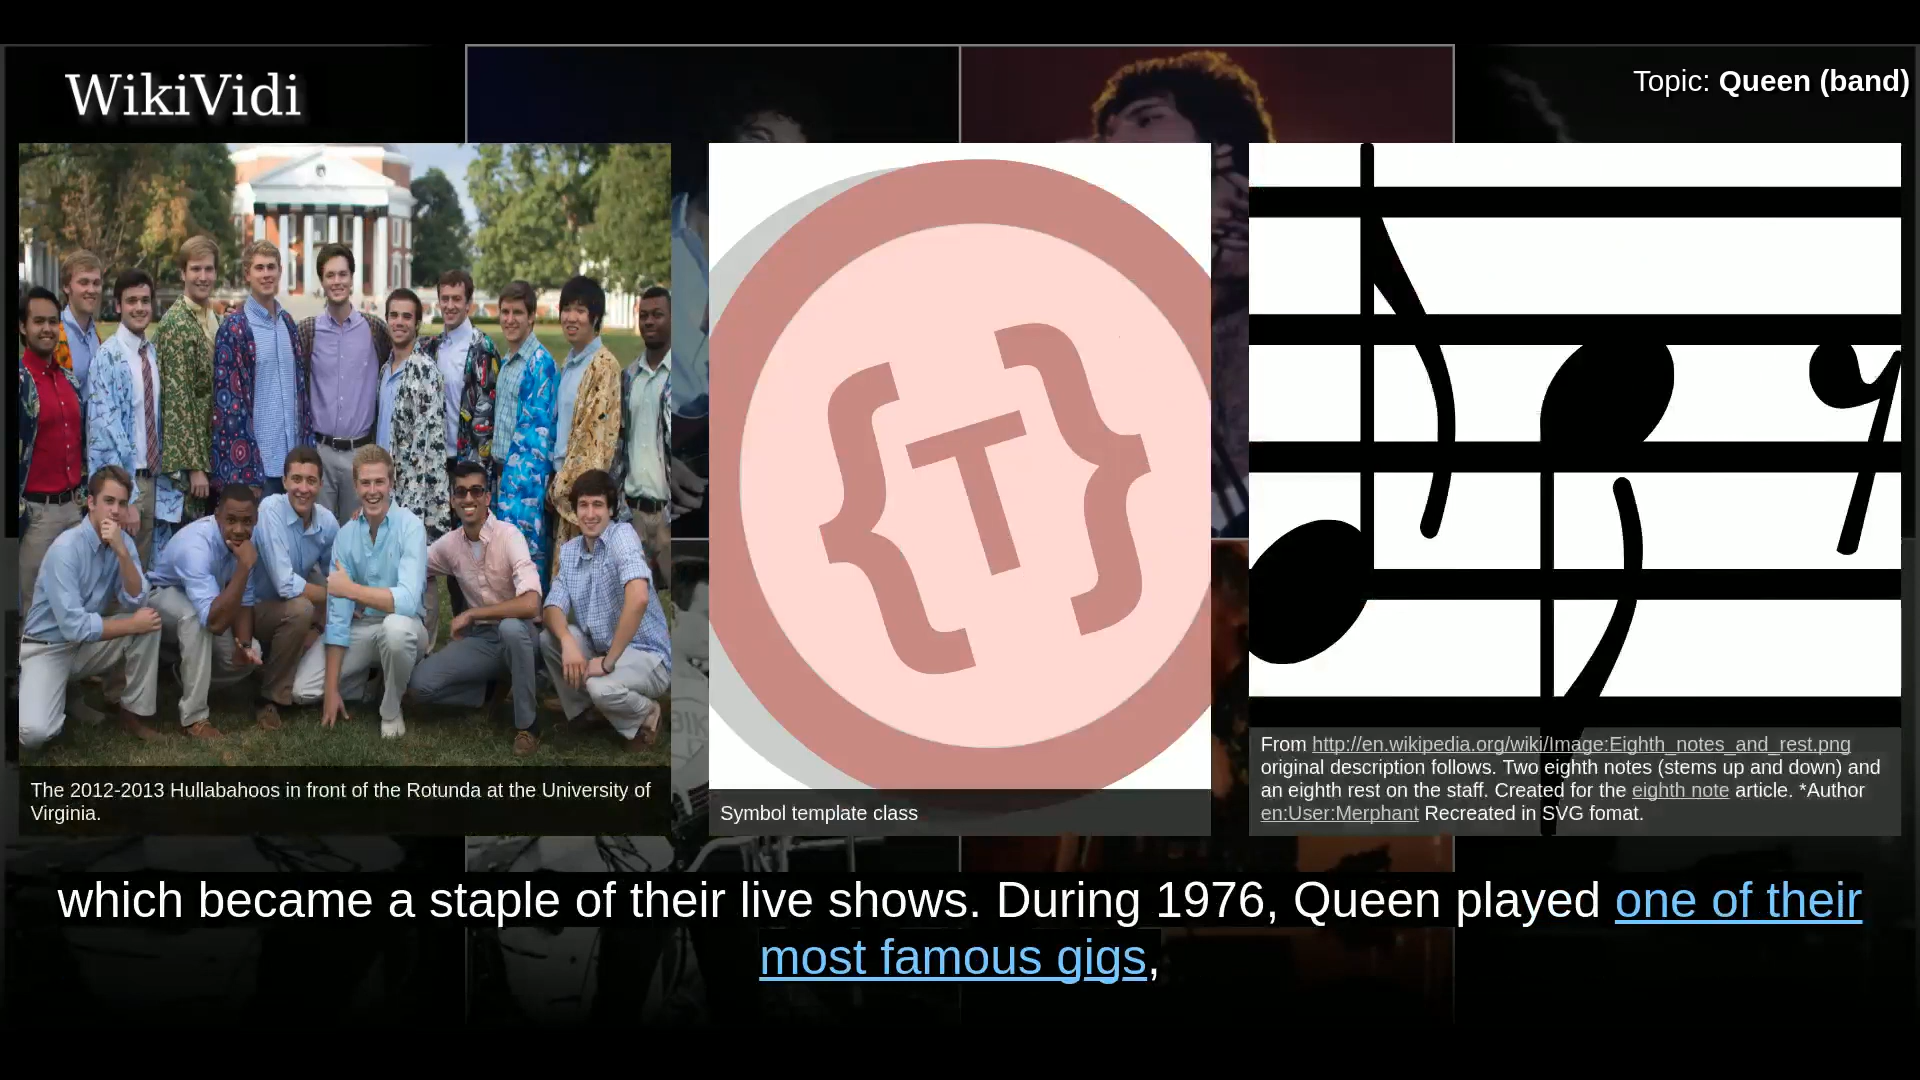 WikiVidi
Topic: Queen (band)
{T}
The 2012-2013 Hullabahoos in front of the Rotunda at the University of
Virginia.
Symbol template class
From http://en.wikipedia.org/wiki/Image:Eighth_notes_and_rest.png
original description follows. Two eighth notes (stems up and down) and
an eighth rest on the staff. Created for the eighth note article. *Author
en:User:Merphant Recreated in SVG fomat.
which became a staple of their live shows. During 1976, Queen played one of their
most famous gigs,